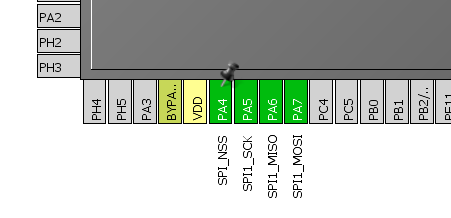 PA2
PH2
PH3
PH4
PH5
PA3
BYPA..
VDD
PA4
PA5
PA6
PA7
PC4
PC5
PB0
PB1
PB2/..
SPI_NSS
SPI1_SCK
SPI1_MISO
SPI1_MOSI